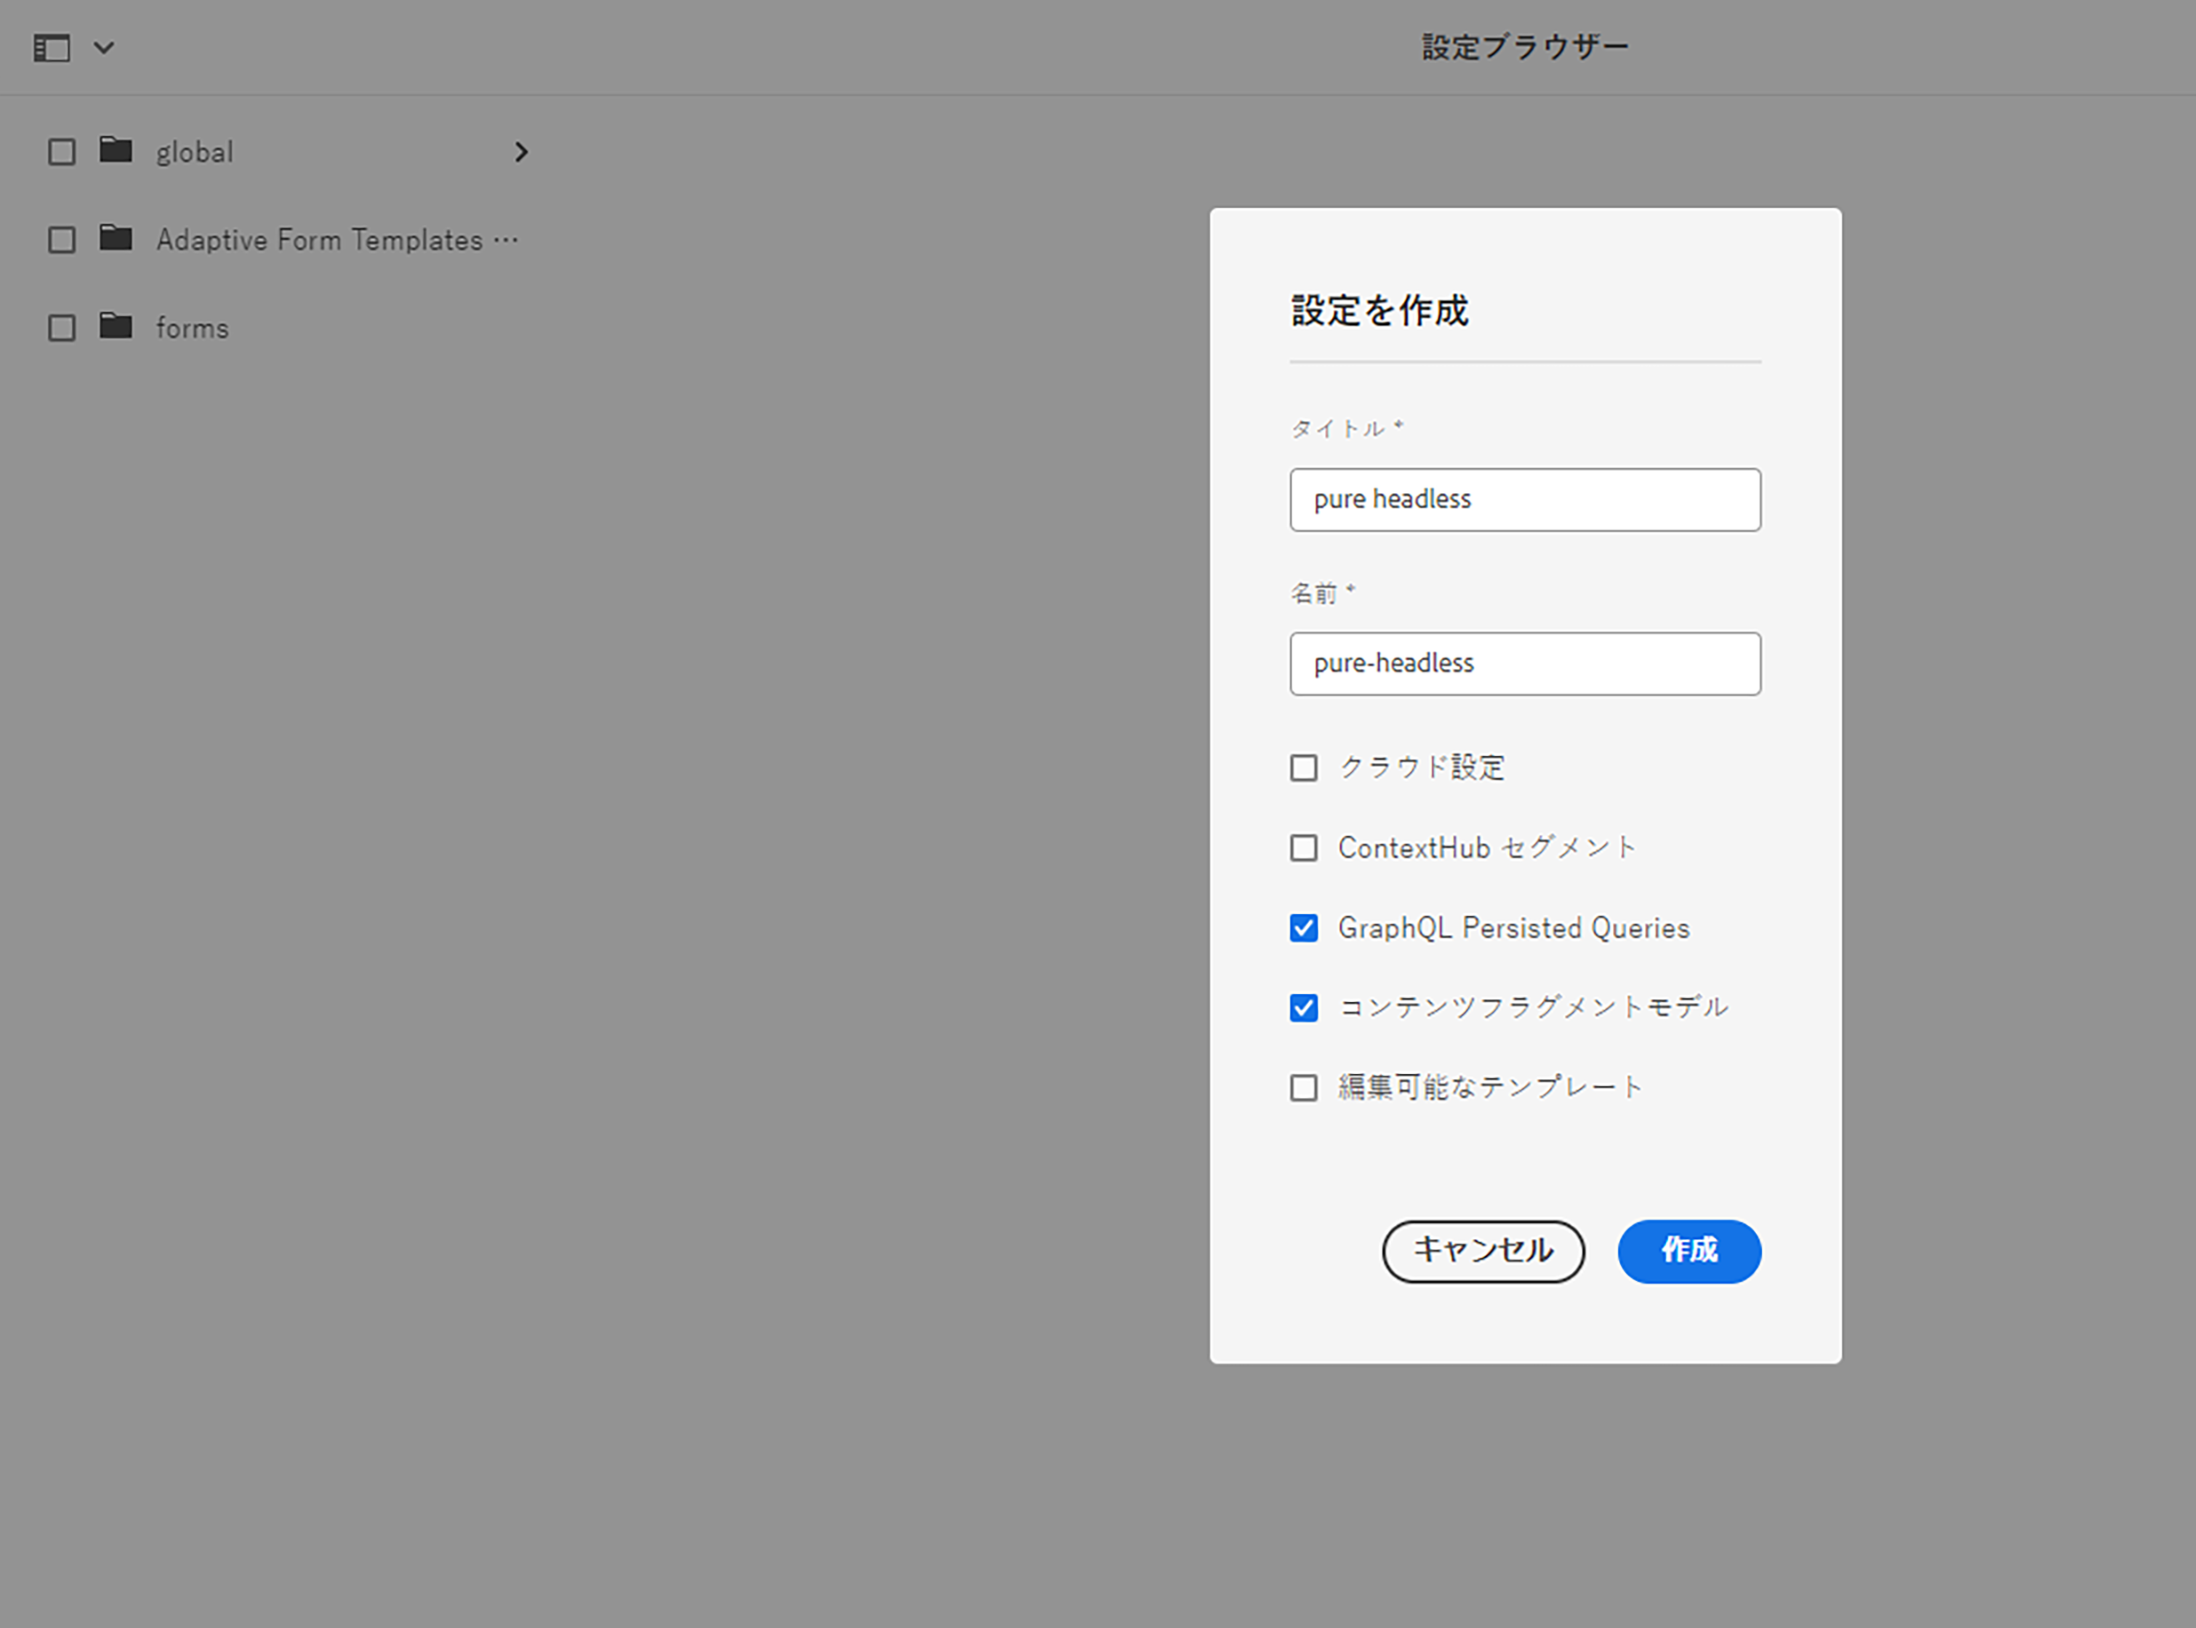 設定ブラウザー
global
Adaptive Form Templates …
forms
設定を作成
タイトル *
pure headless
名前 *
pure-headless
クラウド設定
ContextHub セグメント
GraphQL Persisted Queries
コンテンツフラグメントモデル
編集可能なテンプレート
キャンセル
作成